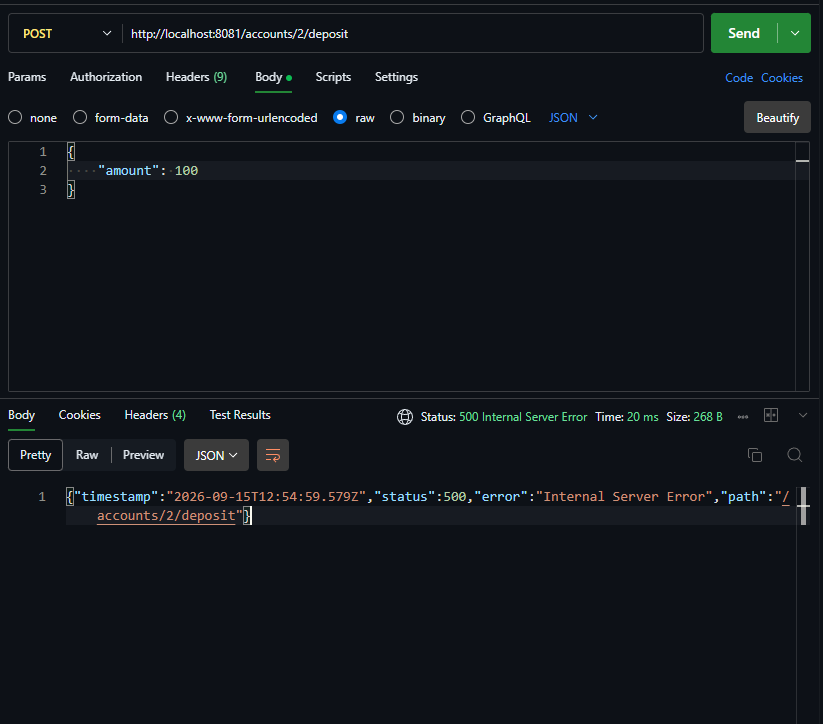 POST http://localhost:8081/accounts/2/deposit Send
Params Authorization Headers (9) Body Scripts Settings Code Cookies
none form-data x-www-form-urlencoded raw binary GraphQL JSON Beautify
1 {
2 ····"amount":·100
3 }
Body Cookies Headers (4) Test Results Status: 500 Internal Server Error Time: 20 ms Size: 268 B
Pretty Raw Preview JSON
1 {"timestamp":"2026-09-15T12:54:59.579Z","status":500,"error":"Internal Server Error","path":"/
accounts/2/deposit"}